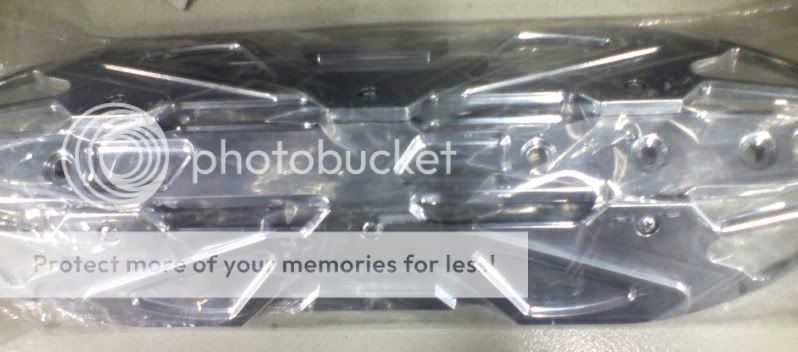 photobucket
Protect more of your memories for less!